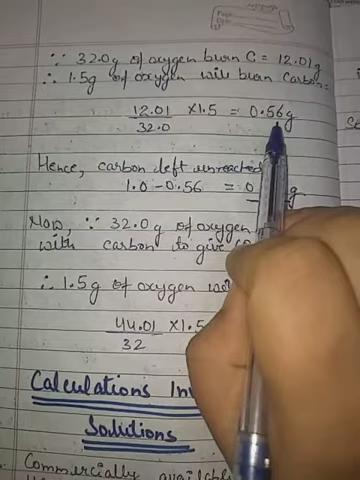 ∵ 32.0g of oxygen burn C = 12.01g
∴ 1.5g of oxygen will burn carbon =
12.01/32.0 × 1.5 = 0.56g
Hence, carbon left unreacted
1.0 - 0.56 = 0 g
Now, ∵ 32.0g of oxygen
with carbon to give
∴ 1.5g of oxygen
44.01/32 × 1.5
Calculations
Solutions
Commercially available